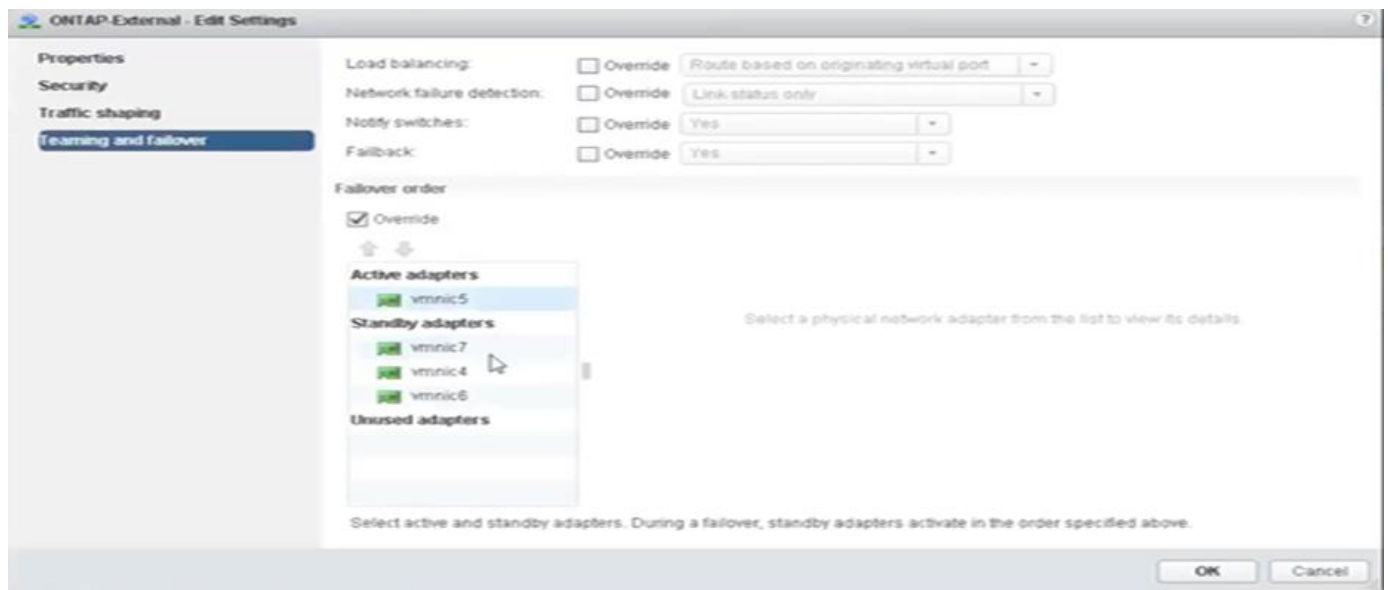 ONTAP-External - Edit Settings ?
Properties
Security
Traffic shaping
Teaming and failover
Load balancing: Override Route based on originating virtual port
Network failure detection: Override Link status only
Notify switches: Override Yes
Failback: Override Yes
Failover order
Override
Active adapters
vmnic5
Standby adapters
vmnic7
vmnic4
vmnic6
Unused adapters
Select a physical network adapter from the list to view its details.
Select active and standby adapters. During a failover, standby adapters activate in the order specified above.
OK Cancel